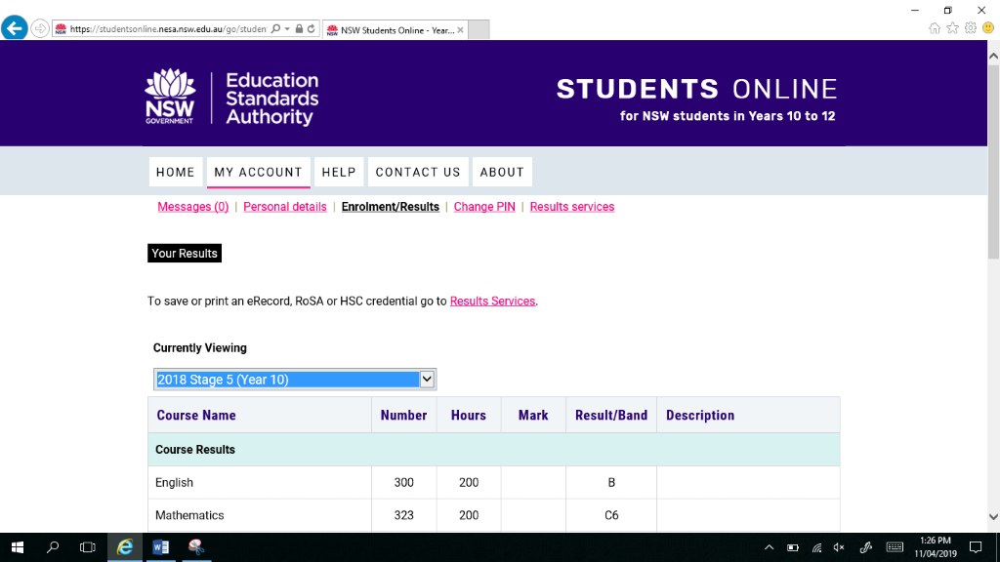 https://studentsonline.nesa.nsw.edu.au/go/studen
NSW Students Online - Year...
NSW
GOVERNMENT
Education
Standards
Authority
STUDENTS ONLINE
for NSW students in Years 10 to 12
HOME MY ACCOUNT HELP CONTACT US ABOUT
Messages (0) | Personal details | Enrolment/Results | Change PIN | Results services
Your Results
To save or print an eRecord, RoSA or HSC credential go to Results Services.
Currently Viewing
2018 Stage 5 (Year 10)
Course Name Number Hours Mark Result/Band Description
Course Results
English 300 200 B
Mathematics 323 200 C6
1:26 PM
11/04/2019